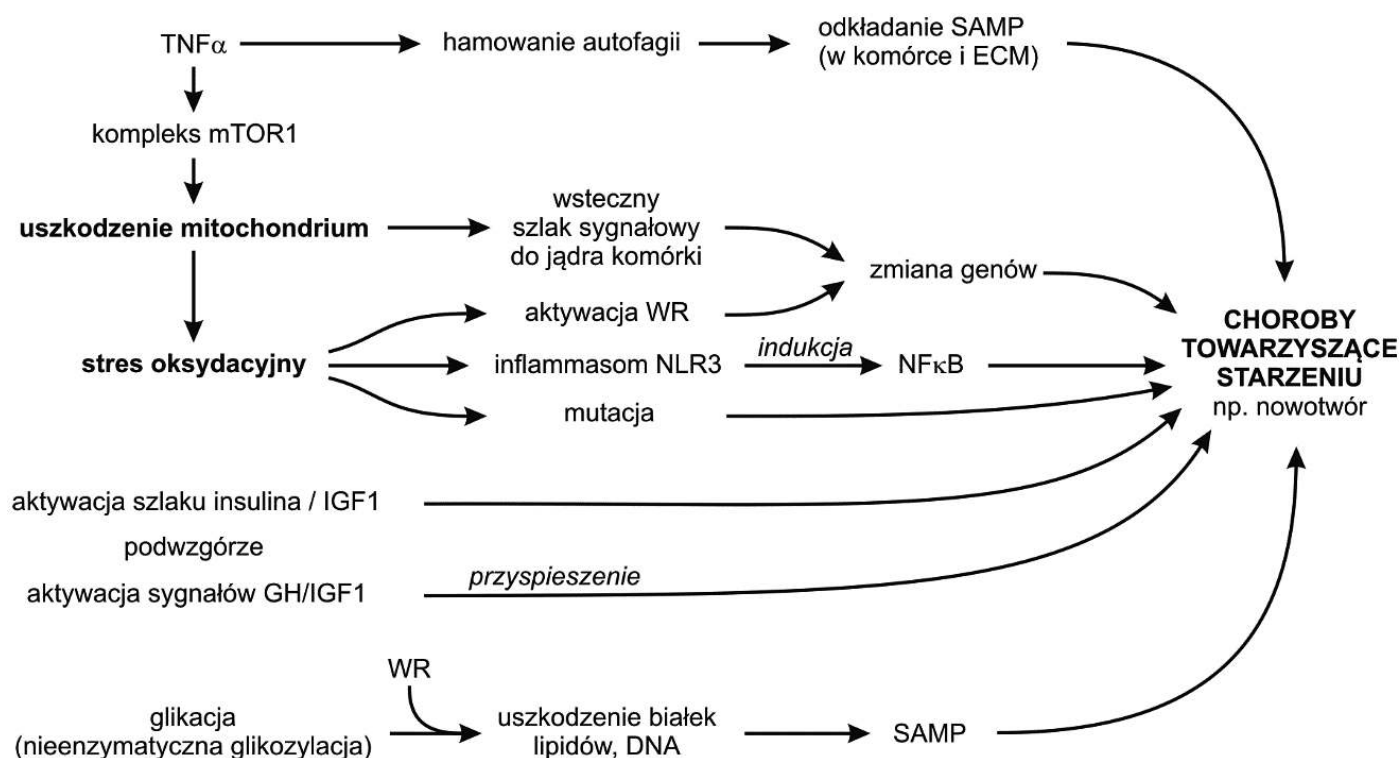 TNFα
hamowanie autofagii
odkładanie SAMP
(w komórce i ECM)
kompleks mTOR1
uszkodzenie mitochondrium
wsteczny
szlak sygnałowy
do jądra komórki
zmiana genów
aktywacja WR
stres oksydacyjny
inflammasom NLR3
indukcja
NFκB
mutacja
CHOROBY
TOWARZYSZĄCE
STARZENIU
np. nowotwór
aktywacja szlaku insulina / IGF1
podwzgórze
aktywacja sygnałów GH/IGF1
przyspieszenie
WR
glikacja
(nieenzymatyczna glikozylacja)
uszkodzenie białek
lipidów, DNA
SAMP